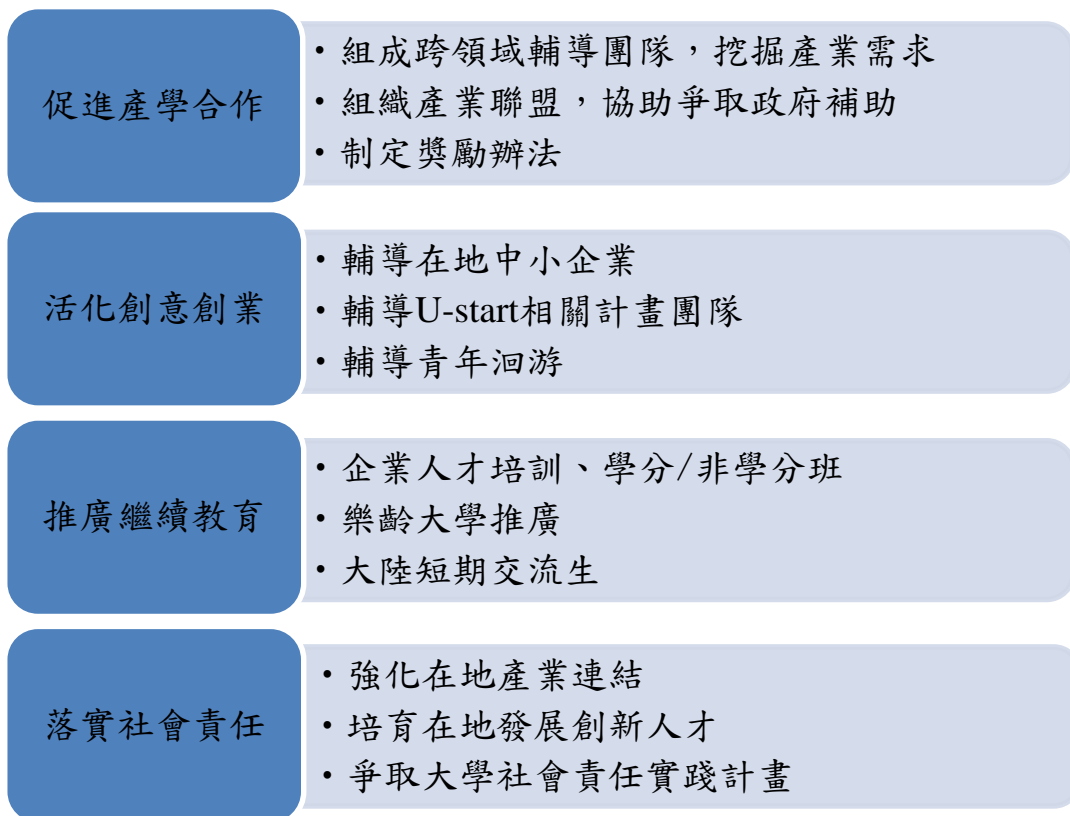 促進產學合作
・組成跨領域輔導團隊，挖掘產業需求
・組織產業聯盟，協助爭取政府補助
・制定獎勵辦法
活化創意創業
・輔導在地中小企業
・輔導U-start相關計畫團隊
・輔導青年洄游
推廣繼續教育
・企業人才培訓、學分/非學分班
・樂齡大學推廣
・大陸短期交流生
落實社會責任
・強化在地產業連結
・培育在地發展創新人才
・爭取大學社會責任實踐計畫